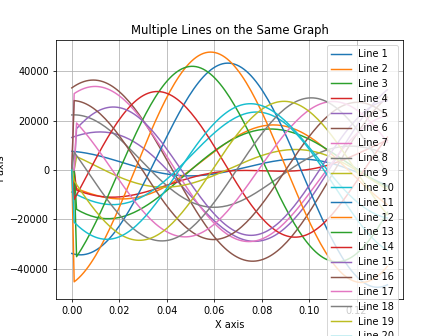 Multiple Lines on the Same Graph
40000
20000
0
−20000
−40000
0.00
0.02
0.04
0.06
0.08
0.10
X axis
Line 1
Line 2
Line 3
Line 4
Line 5
Line 6
Line 7
Line 8
Line 9
Line 10
Line 11
Line 12
Line 13
Line 14
Line 15
Line 16
Line 17
Line 18
Line 19
Line 20